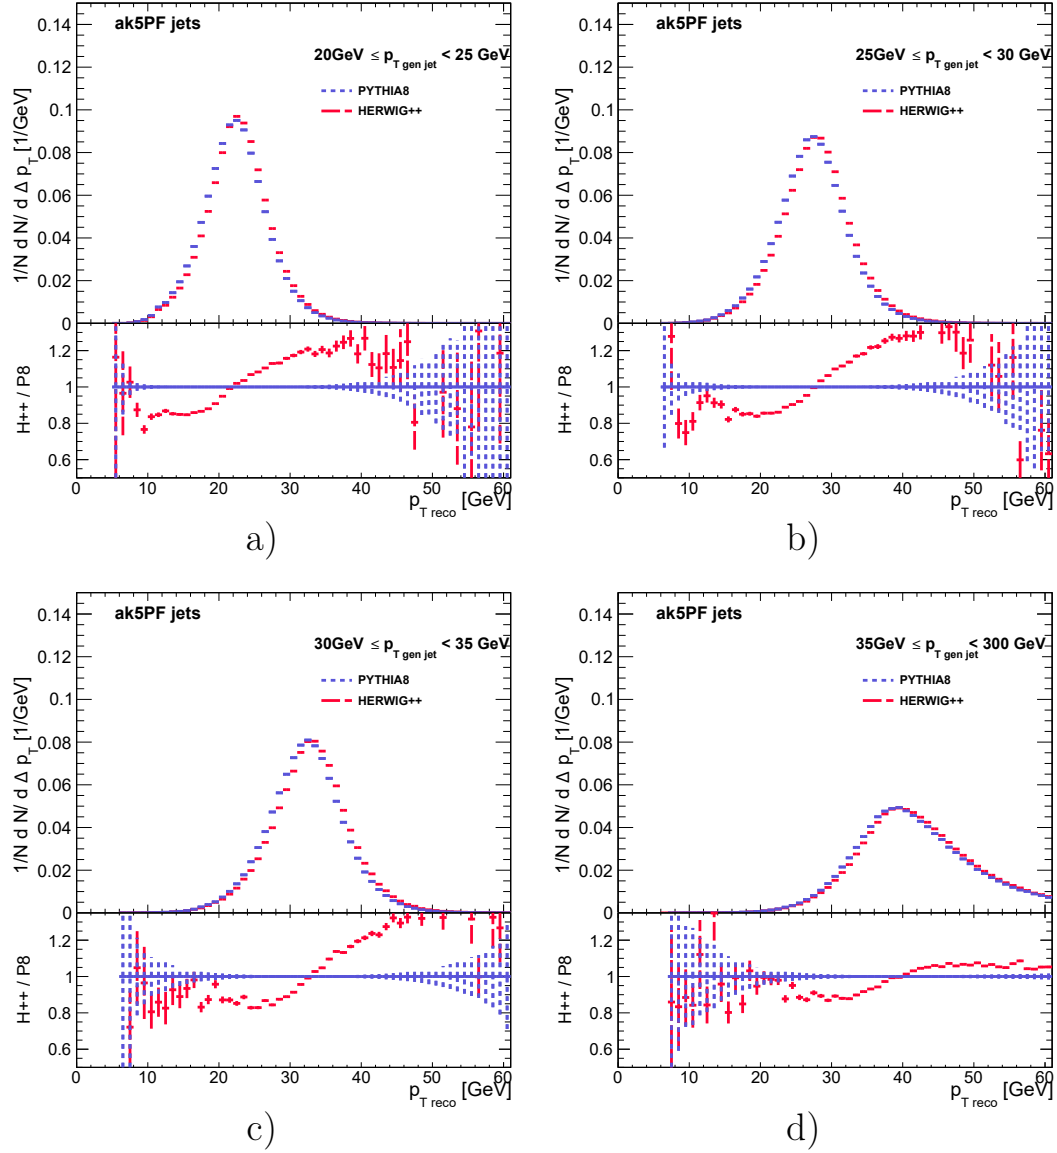 ak5PF jets
20GeV ≤ p_T gen jet < 25 GeV
PYTHIA8
HERWIG++
1/N d N/ d Δ p_T [1/GeV]
0.14
0.12
0.1
0.08
0.06
0.04
0.02
0
H++ / P8
1.2
1
0.8
0.6
0 10 20 30 40 50 60
p_T reco [GeV]
a)
ak5PF jets
25GeV ≤ p_T gen jet < 30 GeV
PYTHIA8
HERWIG++
1/N d N/ d Δ p_T [1/GeV]
0.14
0.12
0.1
0.08
0.06
0.04
0.02
0
H++ / P8
1.2
1
0.8
0.6
0 10 20 30 40 50 60
p_T reco [GeV]
b)
ak5PF jets
30GeV ≤ p_T gen jet < 35 GeV
PYTHIA8
HERWIG++
1/N d N/ d Δ p_T [1/GeV]
0.14
0.12
0.1
0.08
0.06
0.04
0.02
0
H++ / P8
1.2
1
0.8
0.6
0 10 20 30 40 50 60
p_T reco [GeV]
c)
ak5PF jets
35GeV ≤ p_T gen jet < 300 GeV
PYTHIA8
HERWIG++
1/N d N/ d Δ p_T [1/GeV]
0.14
0.12
0.1
0.08
0.06
0.04
0.02
0
H++ / P8
1.2
1
0.8
0.6
0 10 20 30 40 50 60
p_T reco [GeV]
d)